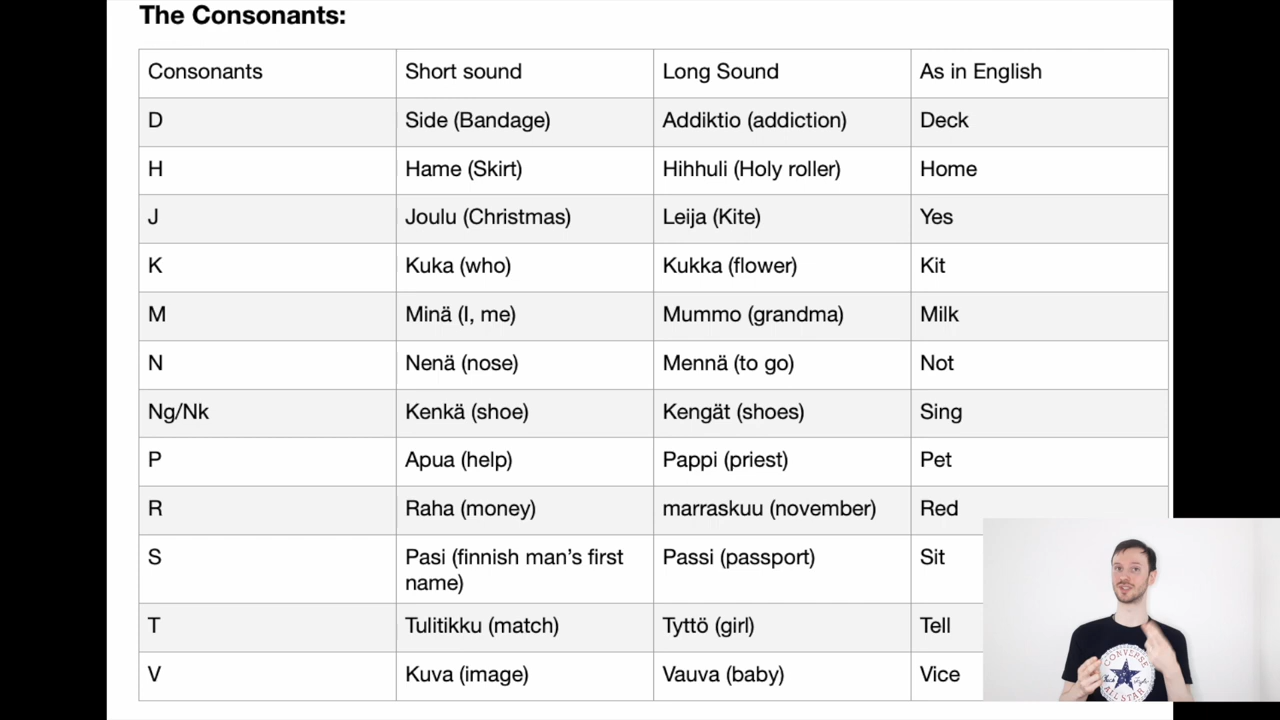 The Consonants:
Consonants Short sound Long Sound As in English
D Side (Bandage) Addiktio (addiction) Deck
H Hame (Skirt) Hihhuli (Holy roller) Home
J Joulu (Christmas) Leija (Kite) Yes
K Kuka (who) Kukka (flower) Kit
M Minä (I, me) Mummo (grandma) Milk
N Nenä (nose) Mennä (to go) Not
Ng/Nk Kenkä (shoe) Kengät (shoes) Sing
P Apua (help) Pappi (priest) Pet
R Raha (money) marraskuu (november) Red
S Pasi (finnish man’s first Passi (passport) Sit
name)
T Tulitikku (match) Tyttö (girl) Tell
V Kuva (image) Vauva (baby) Vice
CONVERSE
ALL STAR